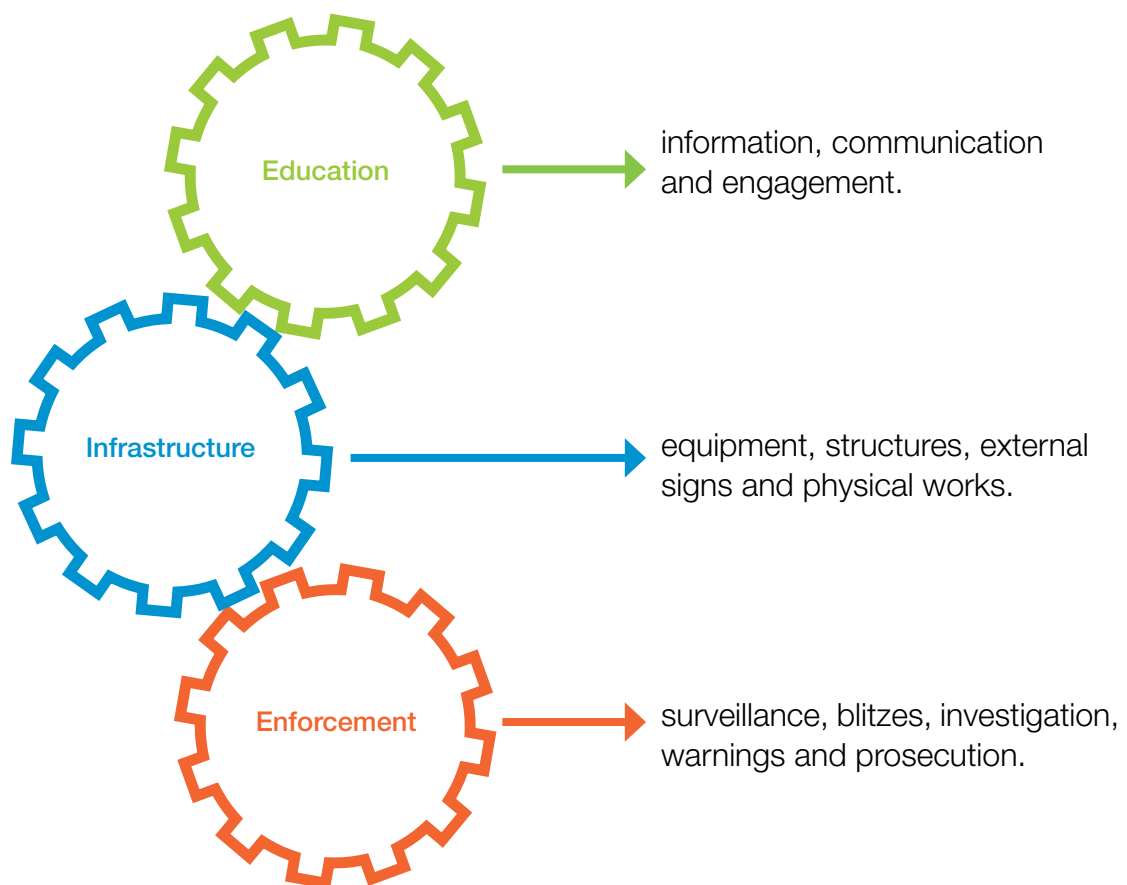 Education
information, communication
and engagement.
Infrastructure
equipment, structures, external
signs and physical works.
Enforcement
surveillance, blitzes, investigation,
warnings and prosecution.